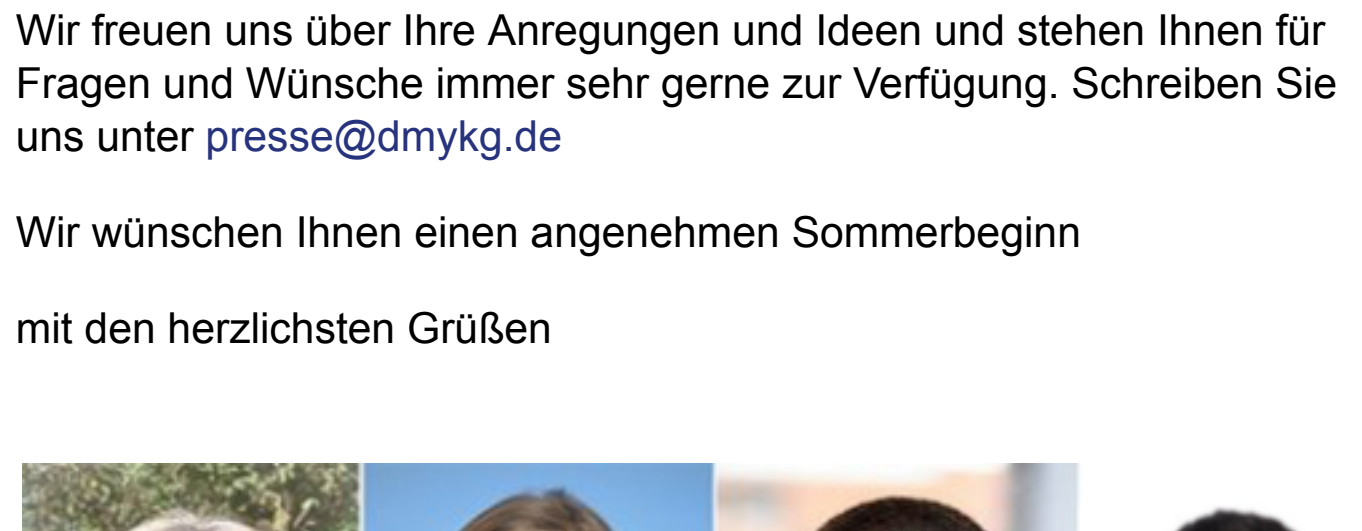 Wir freuen uns über Ihre Anregungen und Ideen und stehen Ihnen für
Fragen und Wünsche immer sehr gerne zur Verfügung. Schreiben Sie
uns unter presse@dmykg.de
Wir wünschen Ihnen einen angenehmen Sommerbeginn
mit den herzlichsten Grüßen